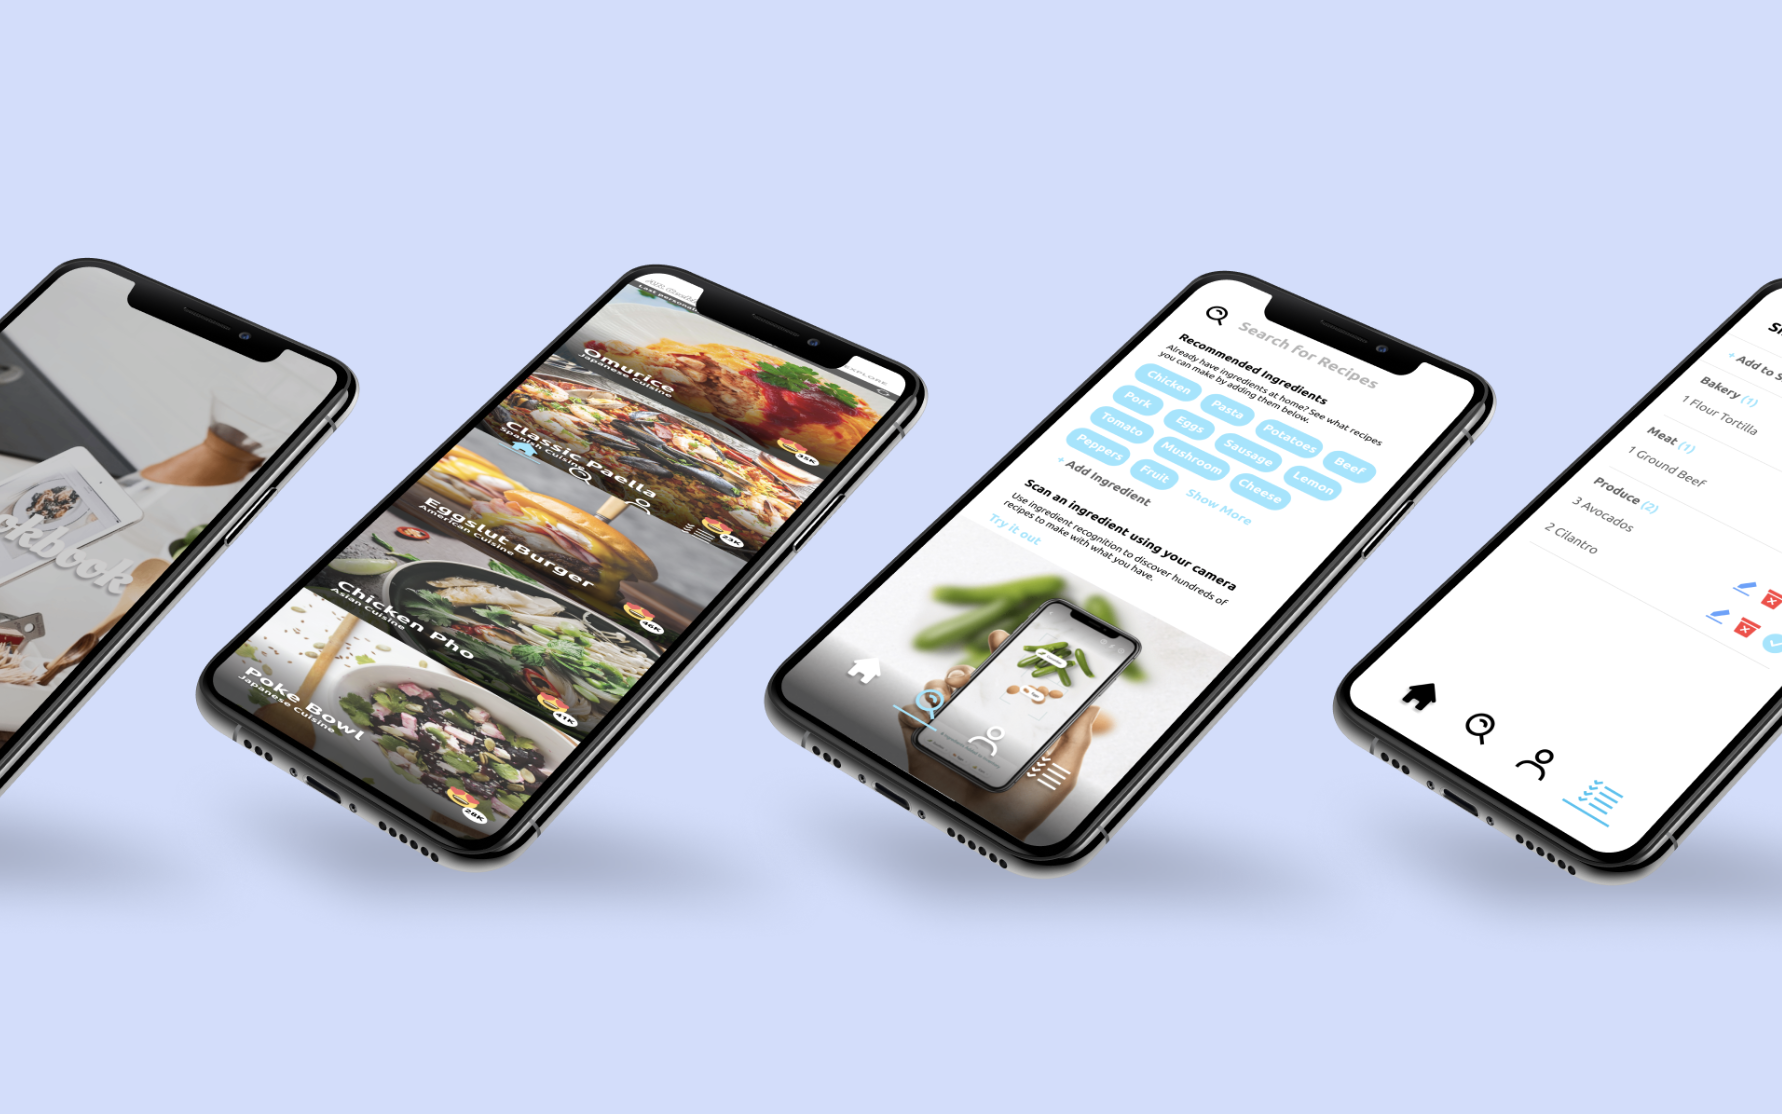 EXPLORE
Omurice
Japanese Cuisine
45K
Classic Paella
Spanish Cuisine
23K
Eggslut Burger
American Cuisine
46K
Chicken Pho
Asian Cuisine
41K
Poke Bowl
Japanese Cuisine
28K
Search For Recipes
Recommended Ingredients
Already have ingredients at home? See what recipes
you can make by adding them below.
Chicken
Pasta
Potatoes
Beef
Pork
Eggs
Sausage
Lemon
Tomato
Mushroom
Cheese
Peppers
Fruit
Show More
+ Add Ingredient
Scan an ingredient using your camera
Use ingredient recognition to discover hundreds of
recipes to make with what you have.
Try it out
+ Add to
Bakery (1)
1 Flour Tortilla
Meat (1)
1 Ground Beef
Produce (2)
3 Avocados
2 Cilantro